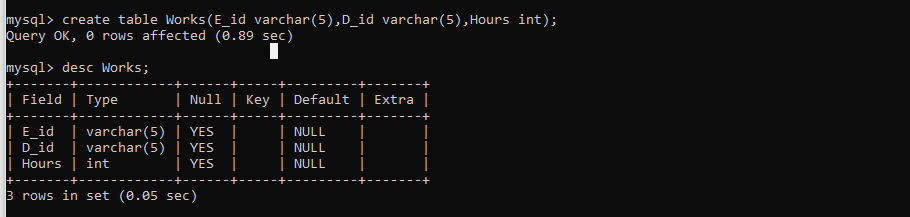 mysql> create table Works(E_id varchar(5),D_id varchar(5),Hours int);
Query OK, 0 rows affected (0.89 sec)
mysql> desc Works;
+-------+------------+------+-----+---------+-------+
| Field | Type       | Null | Key | Default | Extra |
+-------+------------+------+-----+---------+-------+
| E_id  | varchar(5) | YES  |     | NULL    |       |
| D_id  | varchar(5) | YES  |     | NULL    |       |
| Hours | int        | YES  |     | NULL    |       |
+-------+------------+------+-----+---------+-------+
3 rows in set (0.05 sec)